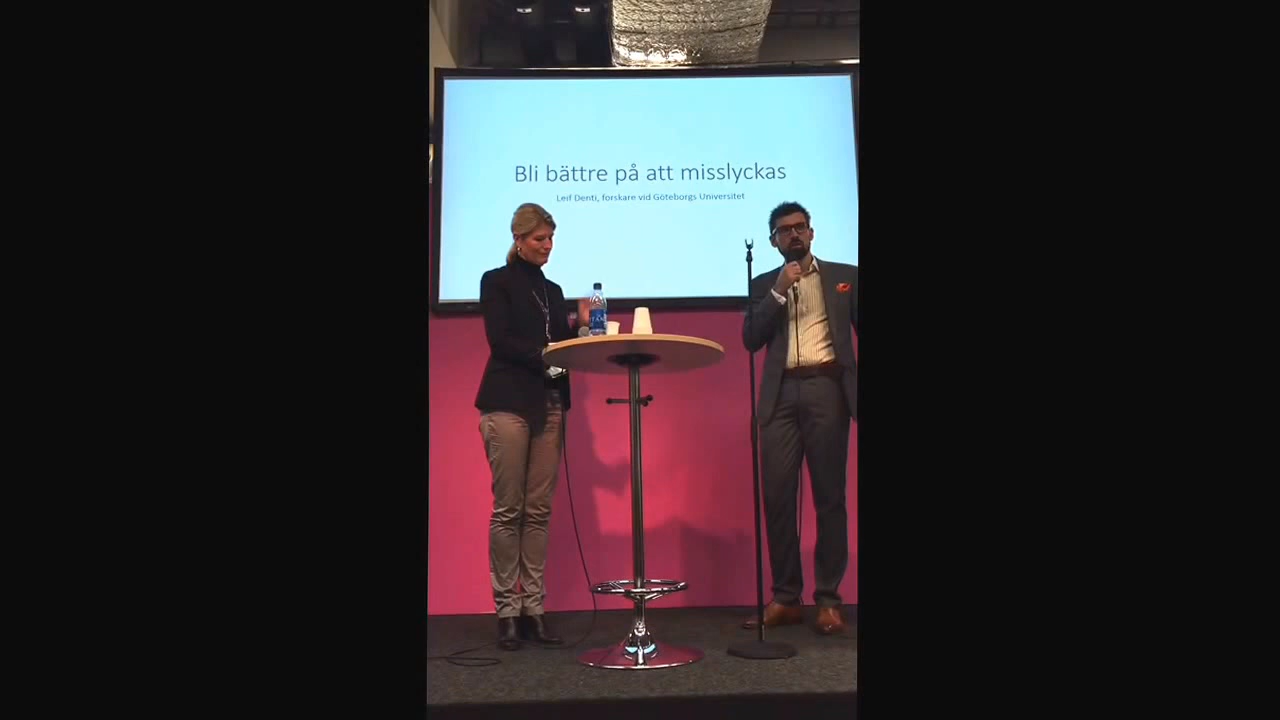 Bli bättre på att misslyckas
Leif Denti, forskare vid Göteborgs Universitet